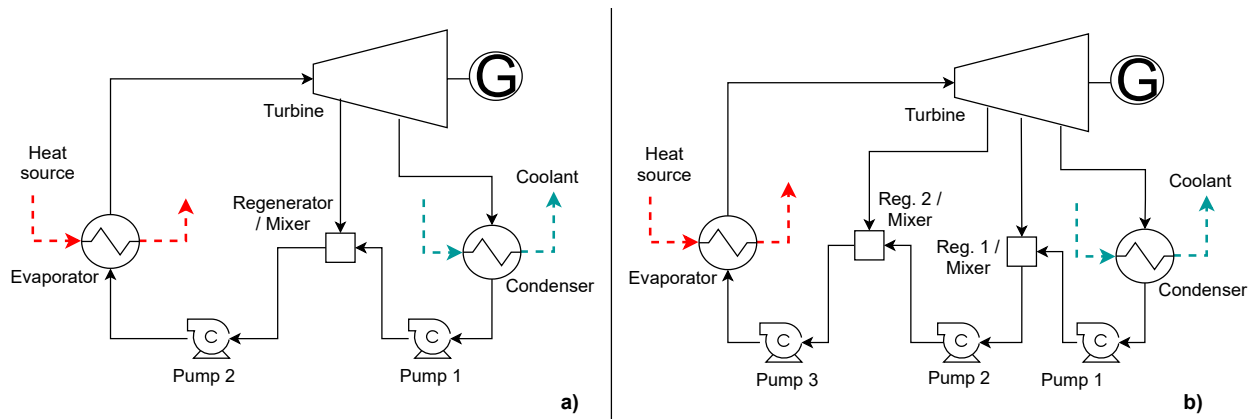 G
Turbine
Heat
source
Coolant
Regenerator
/ Mixer
Evaporator
Condenser
C
C
Pump 2
Pump 1
a)
G
Turbine
Heat
source
Coolant
Reg. 2 /
Mixer
Reg. 1 /
Mixer
Evaporator
Condenser
C
C
C
Pump 3
Pump 2
Pump 1
b)